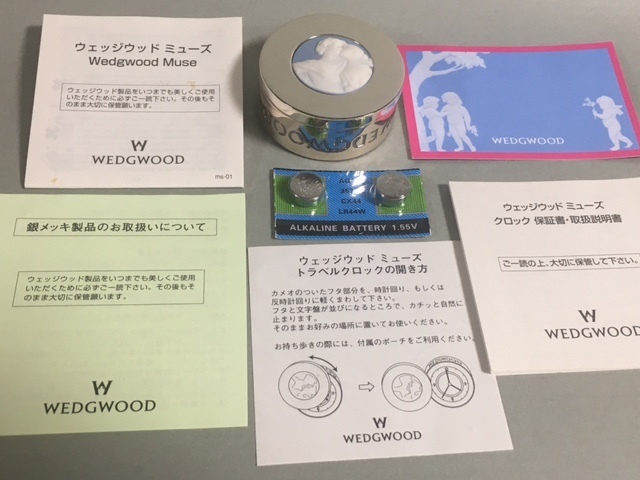 ウェッジウッド ミューズ
Wedgwood Muse
ウェッジウッド製品をいつまでも美しくご使用
いただくために必ずご一読下さい。その後もそ
のまま大切に保管願います。
WEDGWOOD
ms-01
WEDGWOOD
WEDGWOOD
ALKALINE BATTERY 1.55V
CX44
LR44W
銀メッキ製品のお取扱いについて
ウェッジウッド製品をいつまでも美しくご使用い
ただくために必ずご一読下さい。その後もそ
のまま大切に保管願います。
WEDGWOOD
ウェッジウッド ミューズ
トラベルクロックの開き方
カメオのついたフタ部分を、時計回り、もしくは
反時計回りに軽くまわして下さい。
フタと文字盤が並びになるところで、カチッと自然に
止まります。
そのままお好みの場所に置いてお使いください。
お持ち歩きの際には、付属のポーチをご利用くださ
WEDGWOOD
ウェッジウッド ミューズ
クロック 保証書・取扱説明書
ご一読の上、大切に保管して下さい。
WEDGWOOD